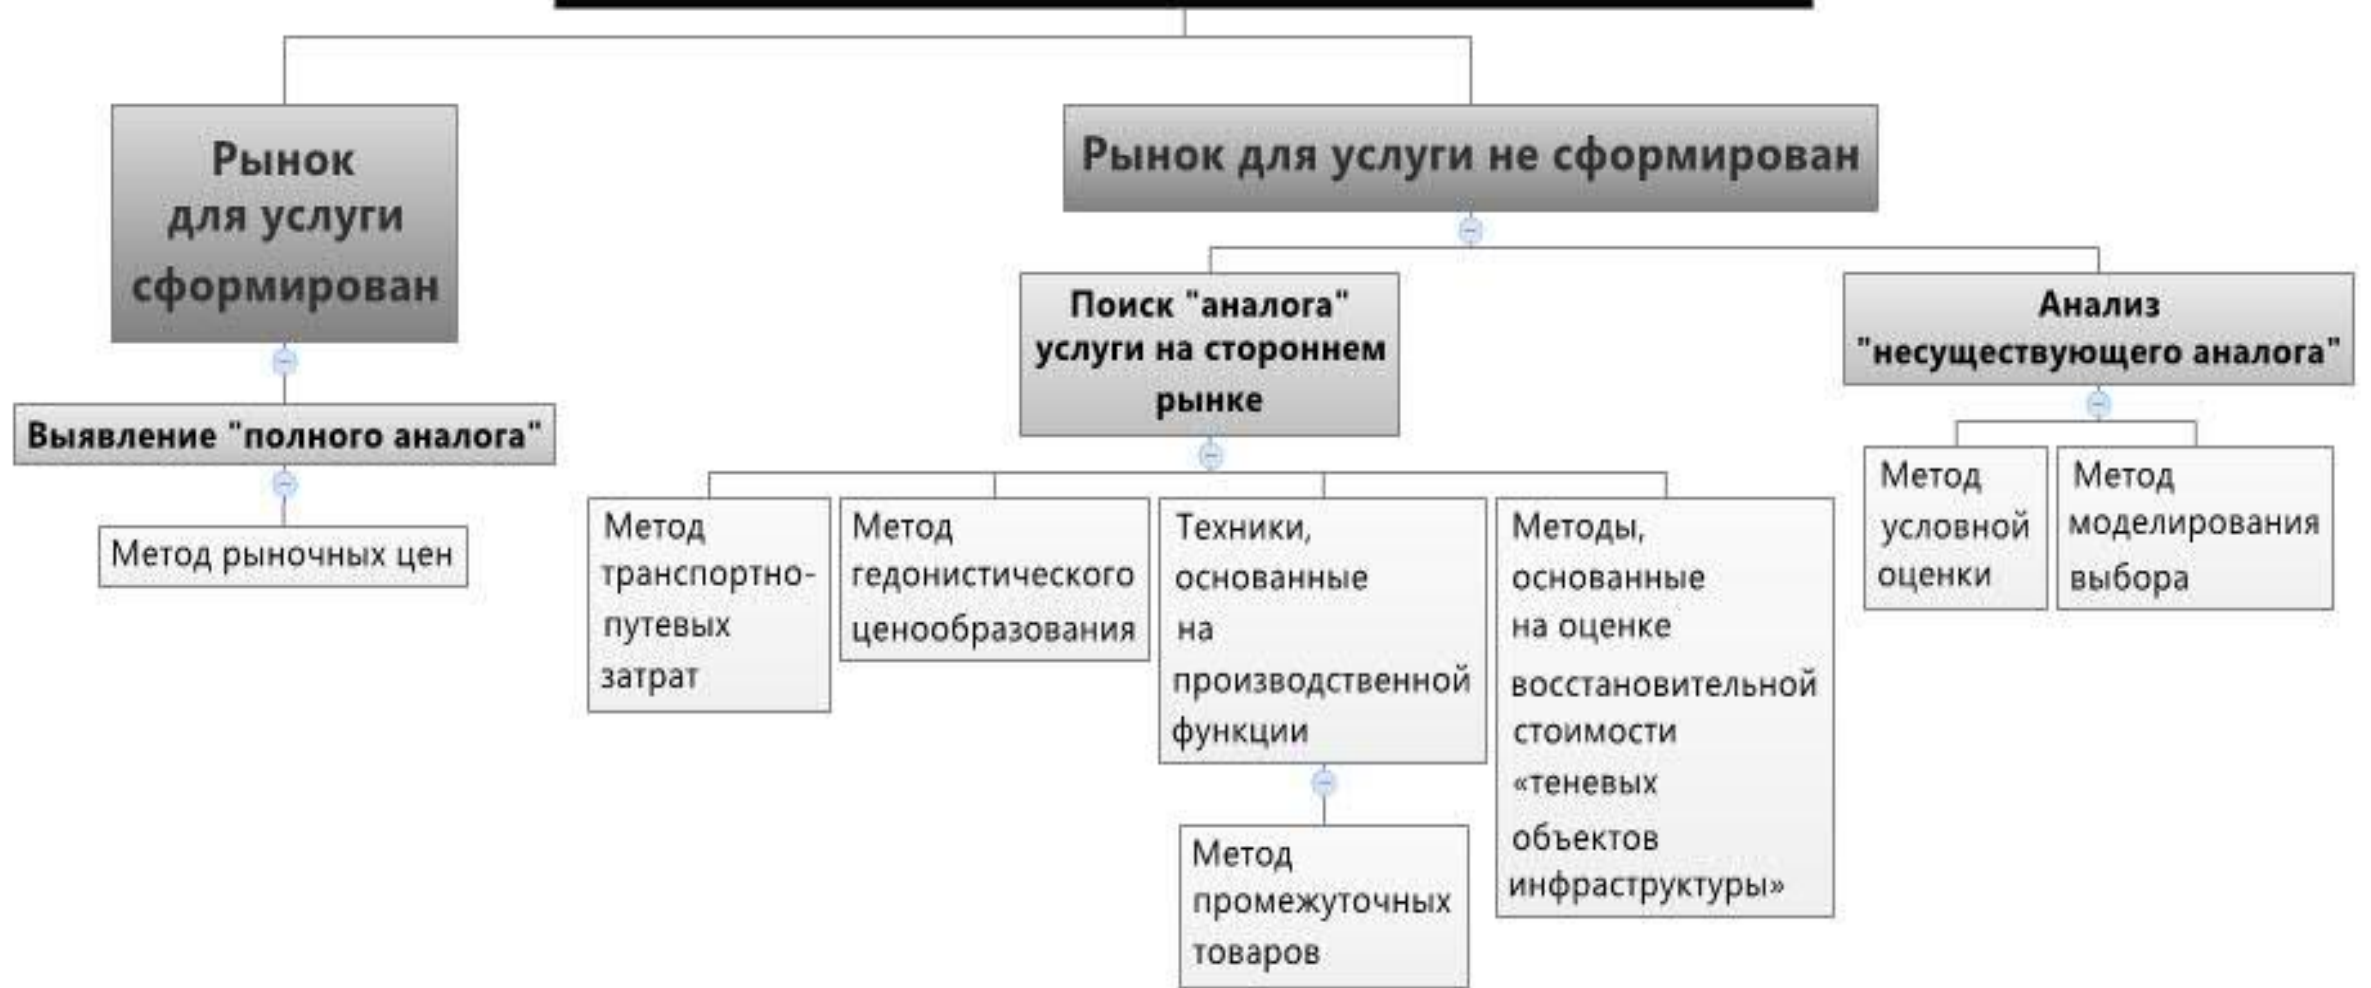 Рынок
для услуги
сформирован
Рынок для услуги не сформирован
Выявление "полного аналога"
Метод рыночных цен
Поиск "аналога"
услуги на стороннем
рынке
Анализ
"несуществующего аналога"
Метод
транспортно-
путевых
затрат
Метод
гедонистического
ценообразования
Техники,
основанные
на
производственной
функции
Метод
промежуточных
товаров
Методы,
основанные
на оценке
восстановительной
стоимости
«теневых
объектов
инфраструктуры»
Метод
условной
оценки
Метод
моделирования
выбора